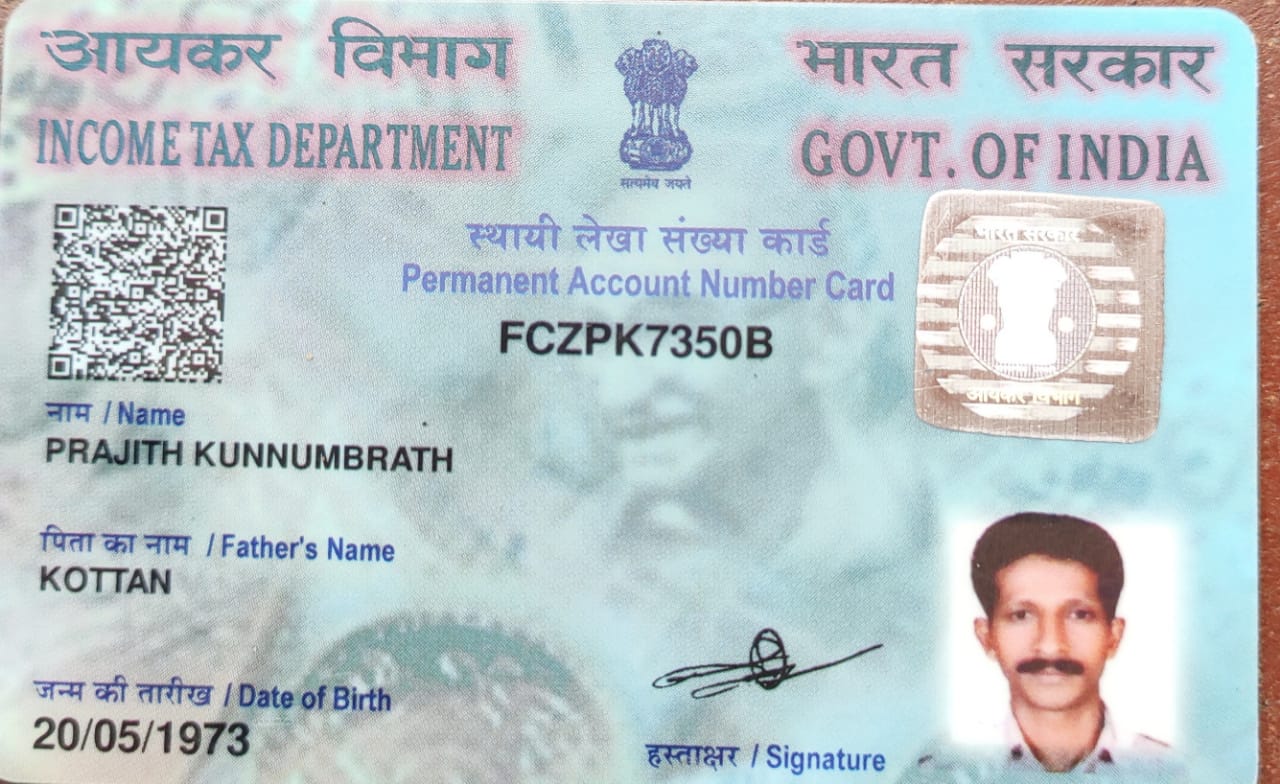 आयकर विभाग
INCOME TAX DEPARTMENT
भारत सरकार
GOVT. OF INDIA
सत्यमेव जयते
स्थायी लेखा संख्या कार्ड
Permanent Account Number Card
FCZPK7350B
भारत सरकार
आयकर विभाग
नाम / Name
PRAJITH KUNNUMBRATH
पिता का नाम / Father's Name
KOTTAN
जन्म की तारीख / Date of Birth
20/05/1973
हस्ताक्षर / Signature